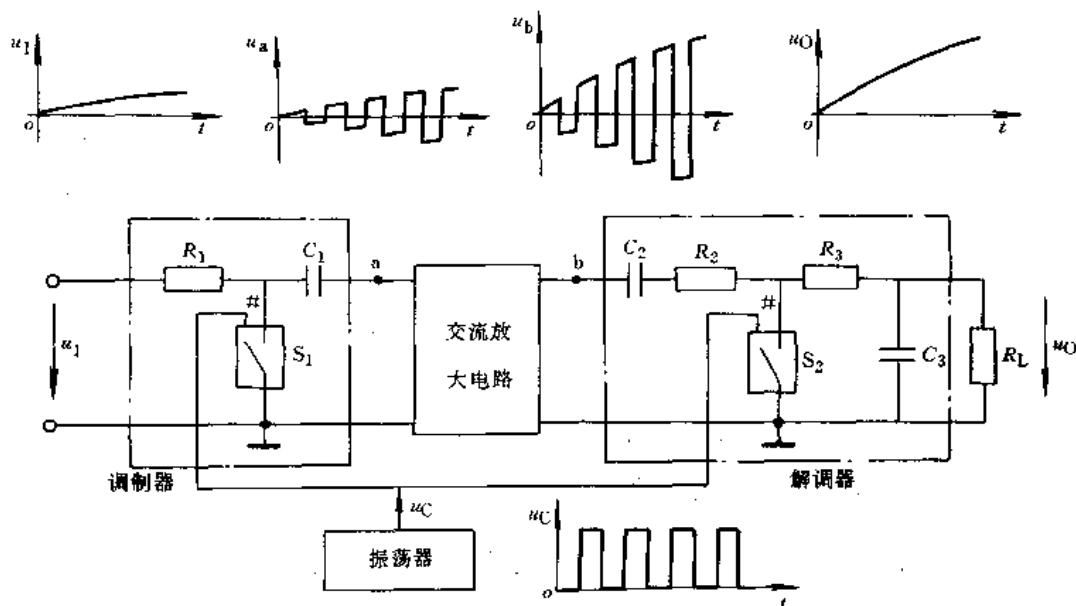 u_I
u_a
u_b
u_O
o t
o t
o t
o t
R_1 C_1 a b C_2 R_2 R_3
# #
u_I S_1 交流放 S_2 C_3 R_L u_O
大电路
调制器 解调器
u_C u_C
振荡器
o t